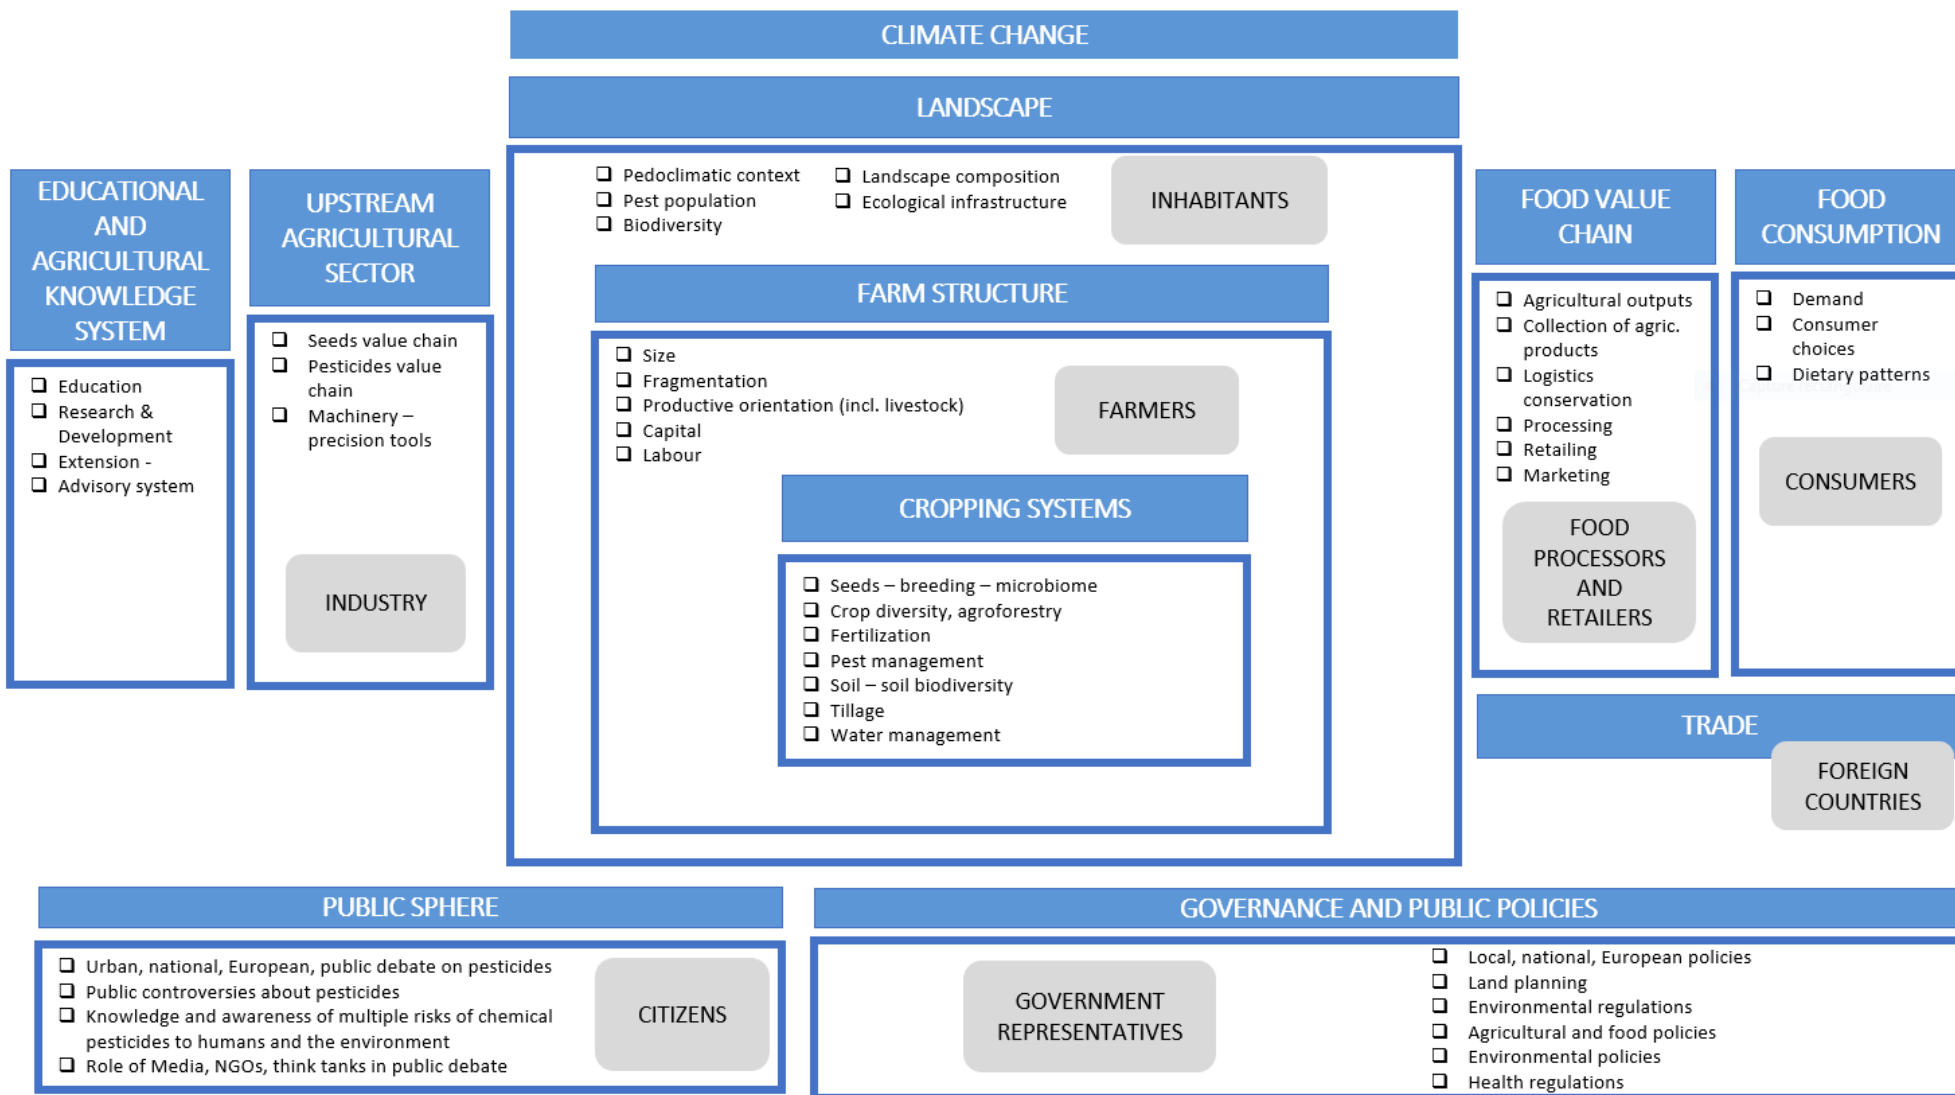 CLIMATE CHANGE
LANDSCAPE
EDUCATIONAL
AND
AGRICULTURAL
KNOWLEDGE
SYSTEM
❑ Education
❑ Research &
Development
❑ Extension -
❑ Advisory system
UPSTREAM
AGRICULTURAL
SECTOR
❑ Seeds value chain
❑ Pesticides value
chain
❑ Machinery –
precision tools
INDUSTRY
❑ Pedoclimatic context
❑ Pest population
❑ Biodiversity
❑ Landscape composition
❑ Ecological infrastructure
INHABITANTS
FARM STRUCTURE
❑ Size
❑ Fragmentation
❑ Productive orientation (incl. livestock)
❑ Capital
❑ Labour
FARMERS
CROPPING SYSTEMS
❑ Seeds – breeding – microbiome
❑ Crop diversity, agroforestry
❑ Fertilization
❑ Pest management
❑ Soil – soil biodiversity
❑ Tillage
❑ Water management
FOOD VALUE
CHAIN
❑ Agricultural outputs
❑ Collection of agric.
products
❑ Logistics
conservation
❑ Processing
❑ Retailing
❑ Marketing
FOOD
PROCESSORS
AND
RETAILERS
FOOD
CONSUMPTION
❑ Demand
❑ Consumer
choices
❑ Dietary patterns
CONSUMERS
TRADE
FOREIGN
COUNTRIES
PUBLIC SPHERE
❑ Urban, national, European, public debate on pesticides
❑ Public controversies about pesticides
❑ Knowledge and awareness of multiple risks of chemical
pesticides to humans and the environment
❑ Role of Media, NGOs, think tanks in public debate
CITIZENS
GOVERNANCE AND PUBLIC POLICIES
GOVERNMENT
REPRESENTATIVES
❑ Local, national, European policies
❑ Land planning
❑ Environmental regulations
❑ Agricultural and food policies
❑ Environmental policies
❑ Health regulations